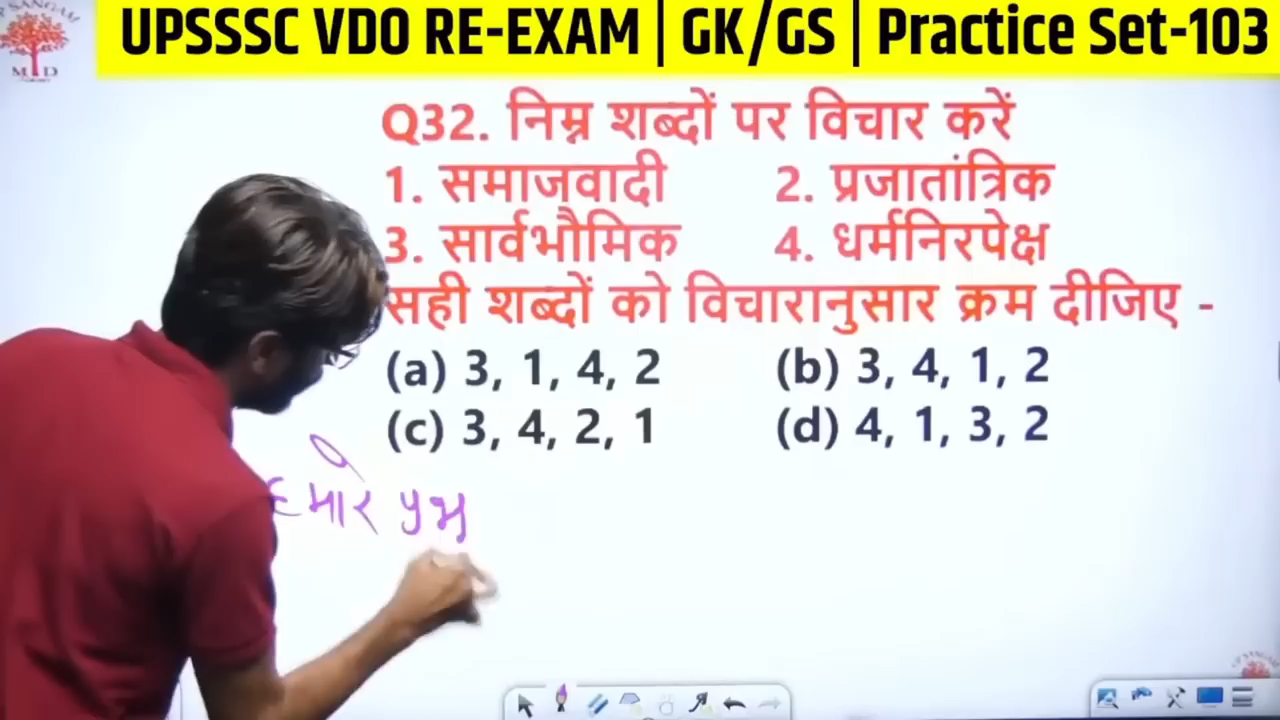 UPSSSC VDO RE-EXAM | GK/GS | Practice Set-103
Q32. निम्न शब्दों पर विचार करें
1. समाजवादी 2. प्रजातांत्रिक
3. सार्वभौमिक 4. धर्मनिरपेक्ष
सही शब्दों को विचारानुसार क्रम दीजिए -
(a) 3, 1, 4, 2 (b) 3, 4, 1, 2
(c) 3, 4, 2, 1 (d) 4, 1, 3, 2